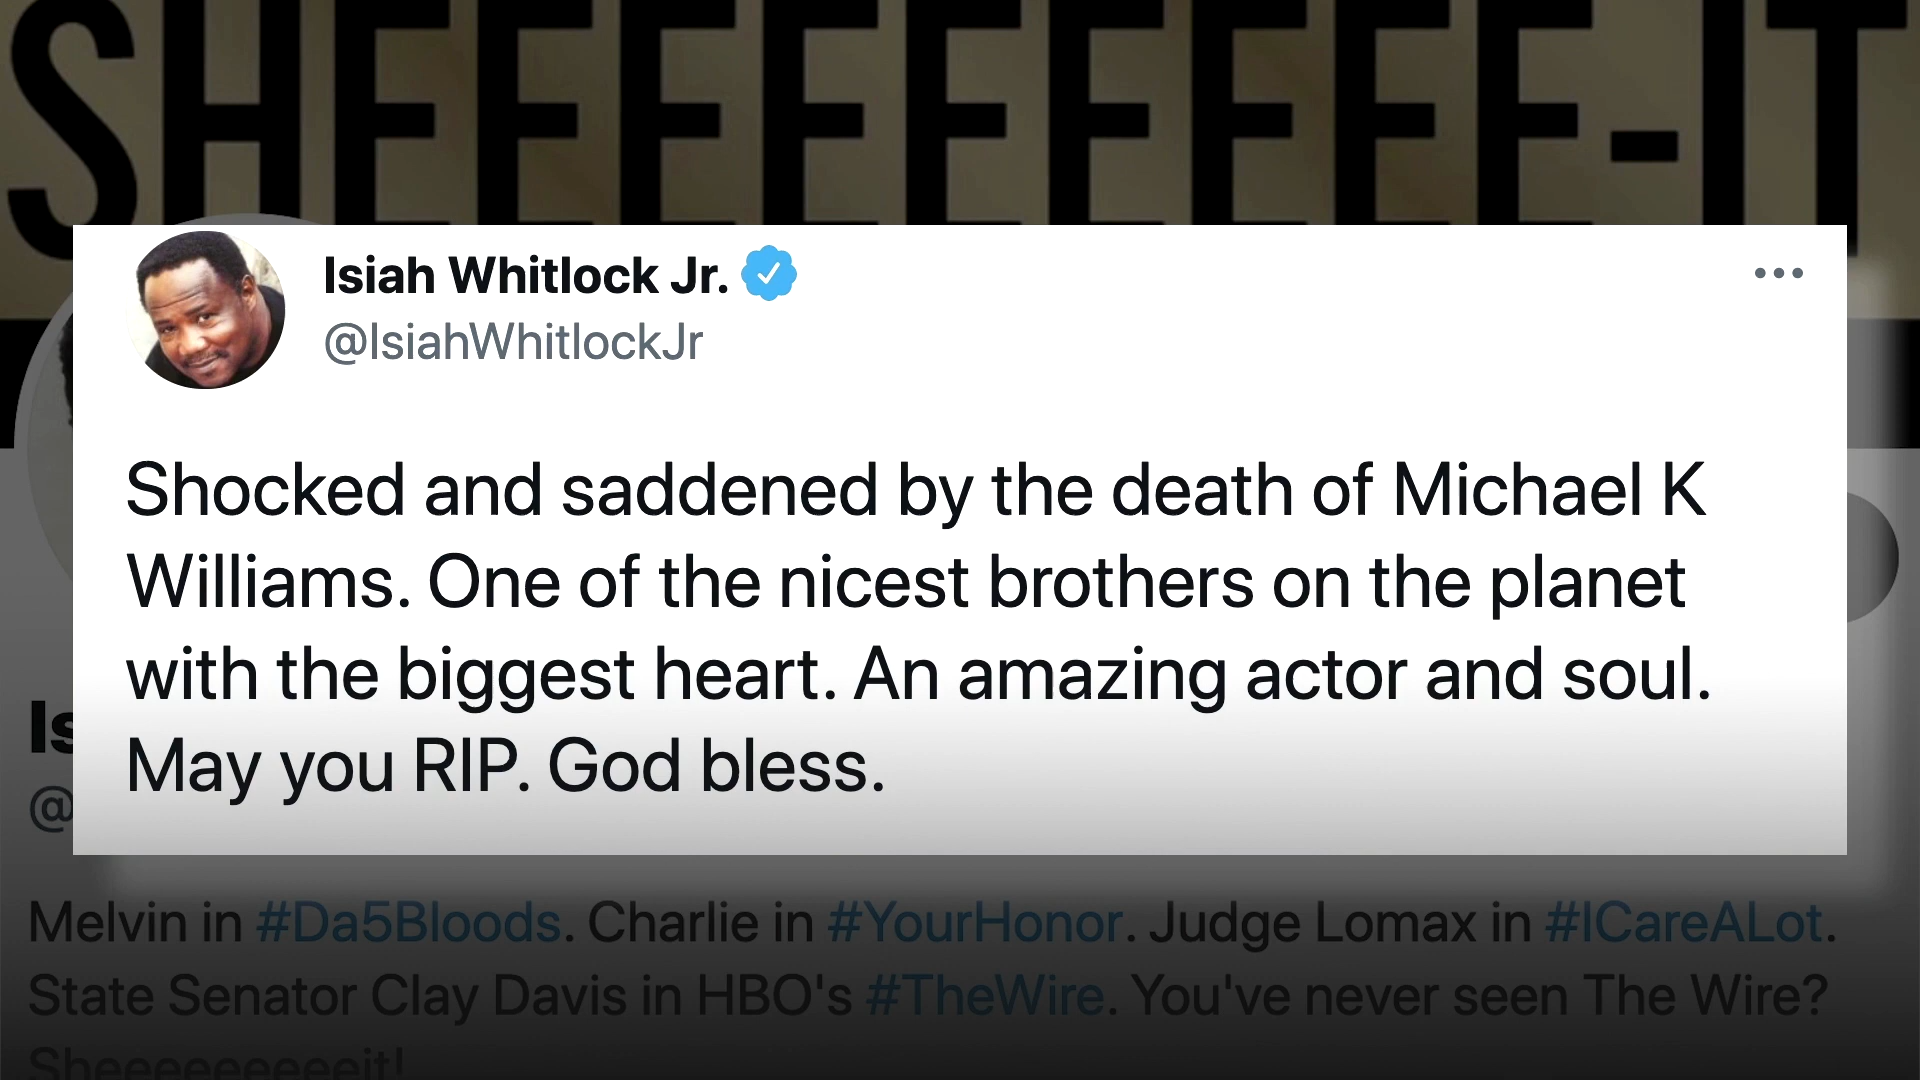 SHEEEEEEEEE-IT
Isiah Whitlock Jr.
@IsiahWhitlockJr
Shocked and saddened by the death of Michael K
Williams. One of the nicest brothers on the planet
with the biggest heart. An amazing actor and soul.
May you RIP. God bless.
Is
@
Melvin in #Da5Bloods. Charlie in #YourHonor. Judge Lomax in #ICareALot.
State Senator Clay Davis in HBO's #TheWire. You've never seen The Wire?
Sheeeeeeeeeit!